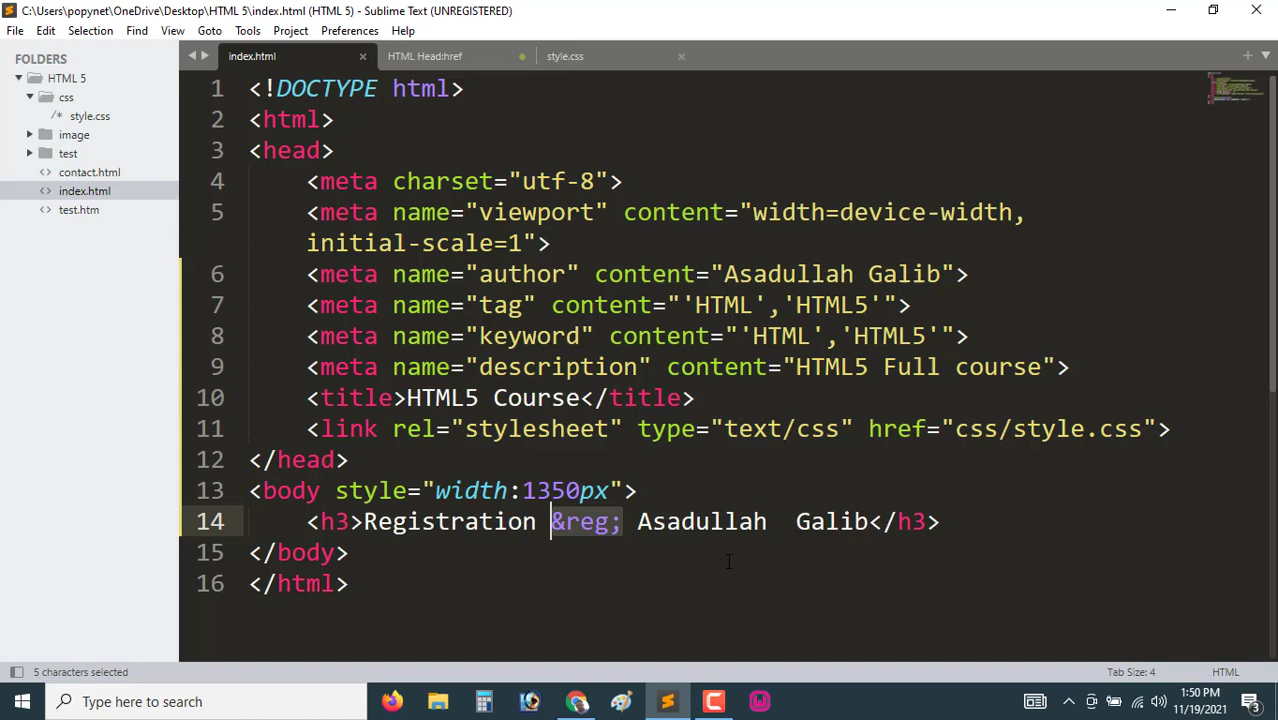 C:\Users\popynet\OneDrive\Desktop\HTML 5\index.html (HTML 5) - Sublime Text (UNREGISTERED)
File Edit Selection Find View Goto Tools Project Preferences Help
FOLDERS
HTML 5
css
/* style.css
image
test
contact.html
index.html
test.htm
index.html HTML Head:href style.css
1 <!DOCTYPE html>
2 <html>
3 <head>
4 <meta charset="utf-8">
5 <meta name="viewport" content="width=device-width,
initial-scale=1">
6 <meta name="author" content="Asadullah Galib">
7 <meta name="tag" content="'HTML','HTML5'">
8 <meta name="keyword" content="'HTML','HTML5'">
9 <meta name="description" content="HTML5 Full course">
10 <title>HTML5 Course</title>
11 <link rel="stylesheet" type="text/css" href="css/style.css">
12 </head>
13 <body style="width:1350px">
14 <h3>Registration &reg; Asadullah  Galib</h3>
15 </body>
16 </html>
5 characters selected Tab Size: 4 HTML
Type here to search
1:50 PM
11/19/2021
3